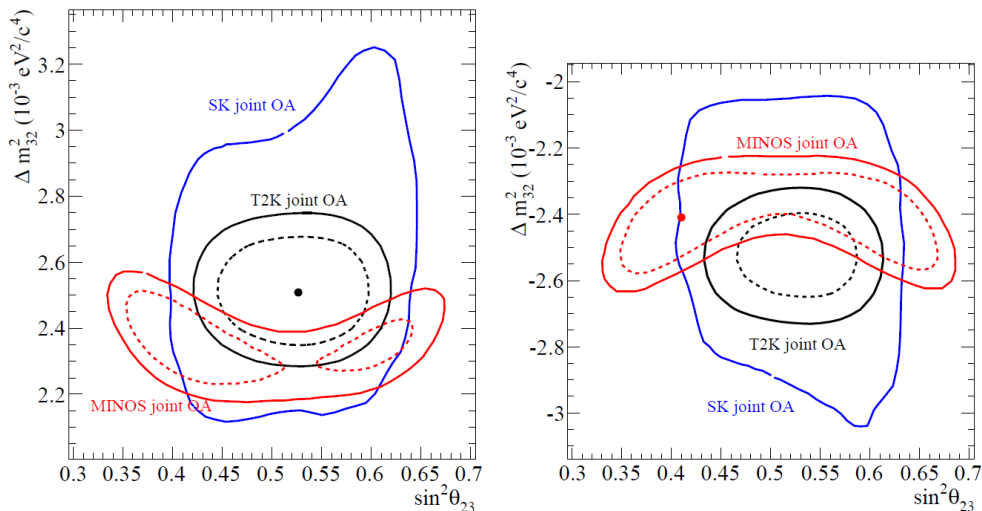 Δ m²₃₂ (10⁻³ eV²/c⁴)
3.2
3
2.8
2.6
2.4
2.2
SK joint OA
T2K joint OA
MINOS joint OA
0.3 0.35 0.4 0.45 0.5 0.55 0.6 0.65 0.7
sin²θ₂₃
Δ m²₃₂ (10⁻³ eV²/c⁴)
-2
-2.2
-2.4
-2.6
-2.8
-3
MINOS joint OA
T2K joint OA
SK joint OA
0.3 0.35 0.4 0.45 0.5 0.55 0.6 0.65 0.7
sin²θ₂₃